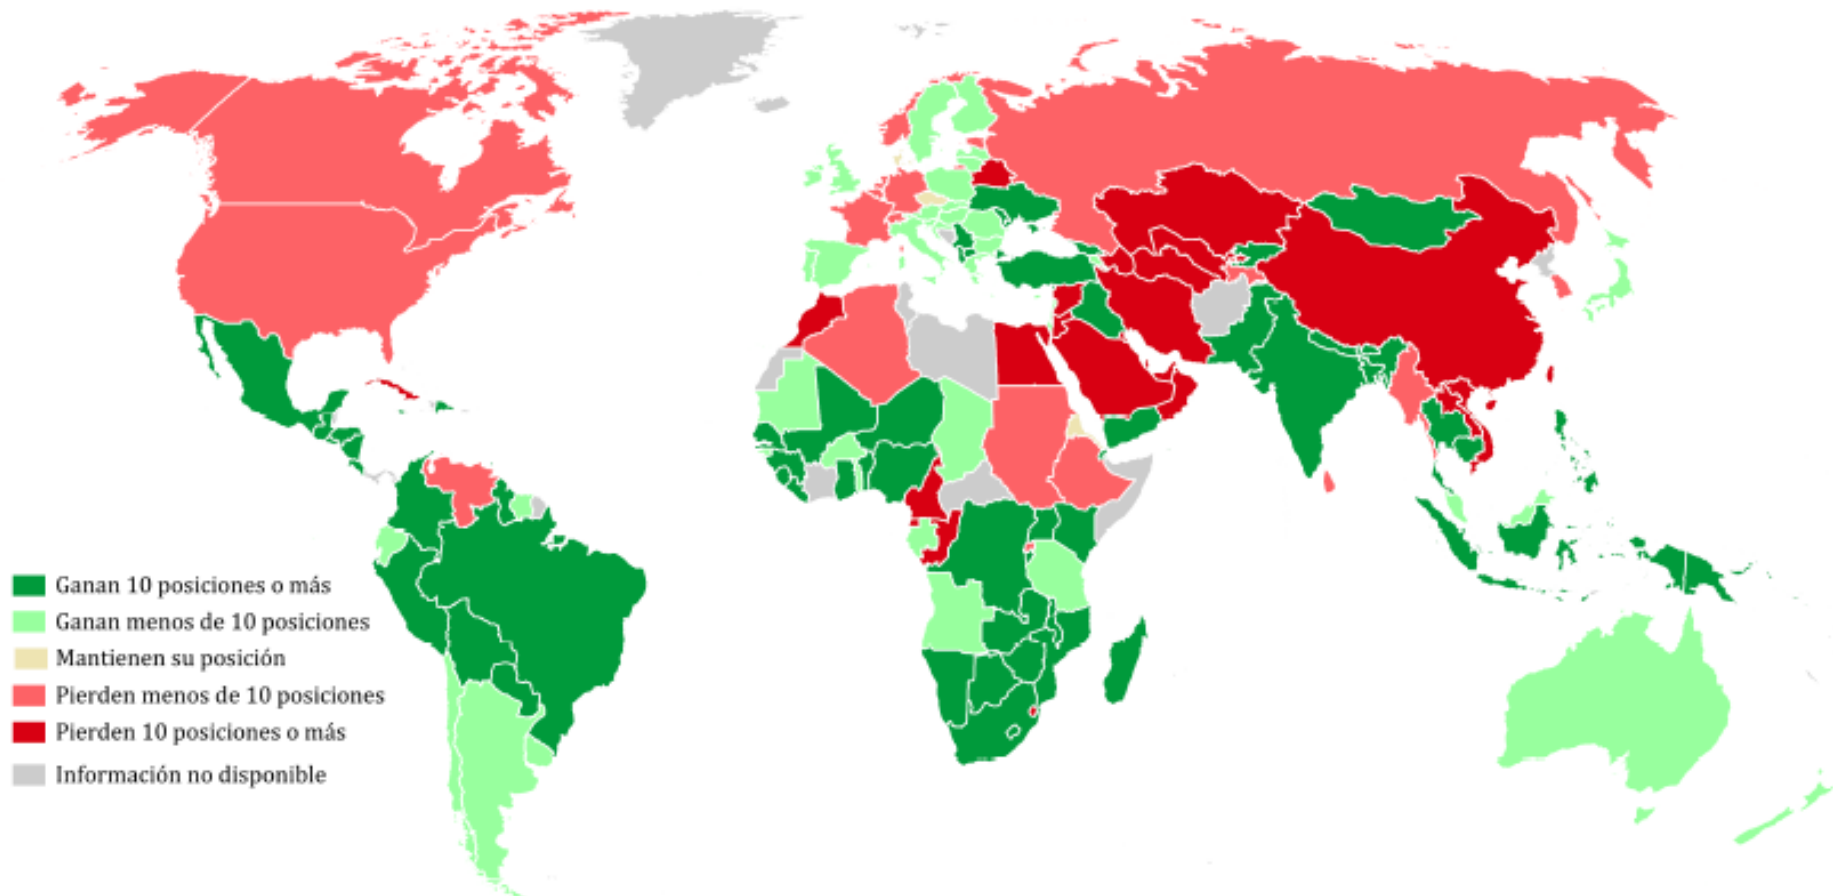 Ganan 10 posiciones o más
Ganan menos de 10 posiciones
Mantienen su posición
Pierden menos de 10 posiciones
Pierden 10 posiciones o más
Información no disponible